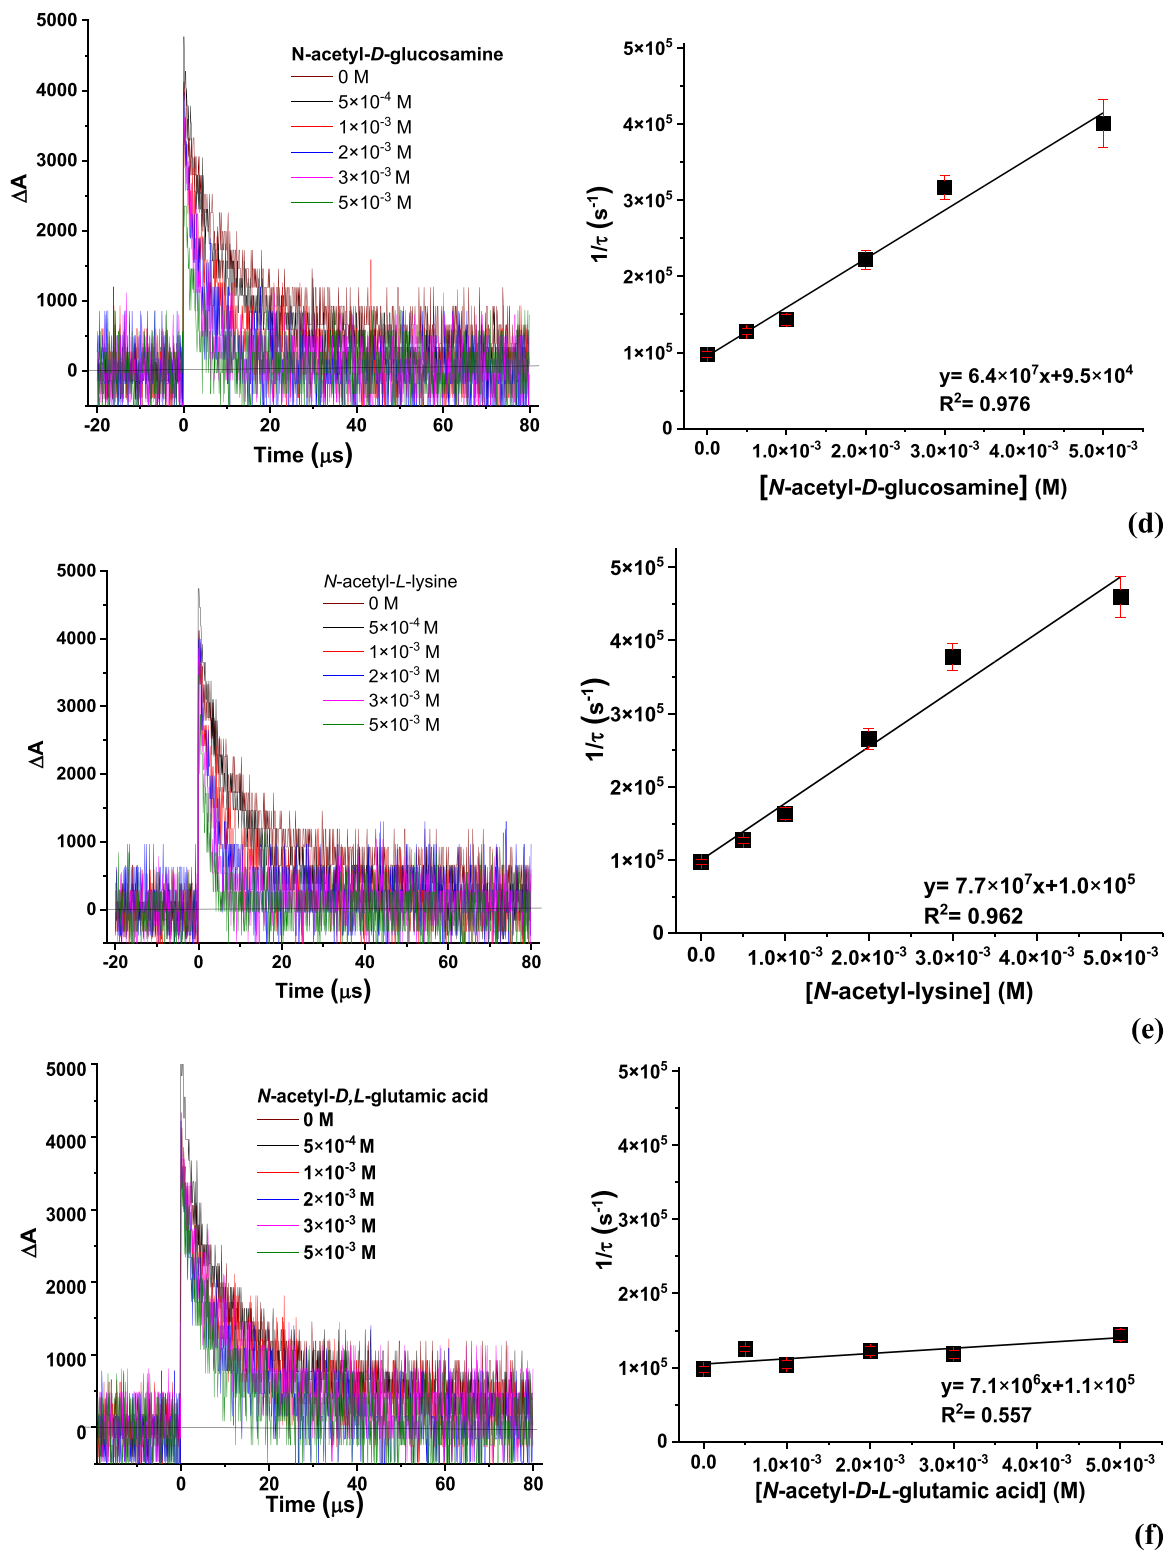 N-acetyl-D-glucosamine
0 M
5×10⁻⁴ M
1×10⁻³ M
2×10⁻³ M
3×10⁻³ M
5×10⁻³ M
5000
4000
3000
2000
1000
0
ΔA
-20 0 20 40 60 80
Time (μs)
5×10⁵
4×10⁵
3×10⁵
2×10⁵
1×10⁵
0
1/τ (s⁻¹)
y= 6.4×10⁷x+9.5×10⁴
R²= 0.976
0.0 1.0×10⁻³ 2.0×10⁻³ 3.0×10⁻³ 4.0×10⁻³ 5.0×10⁻³
[N-acetyl-D-glucosamine] (M)
(d)
N-acetyl-L-lysine
0 M
5×10⁻⁴ M
1×10⁻³ M
2×10⁻³ M
3×10⁻³ M
5×10⁻³ M
5000
4000
3000
2000
1000
0
ΔA
-20 0 20 40 60 80
Time (μs)
5×10⁵
4×10⁵
3×10⁵
2×10⁵
1×10⁵
0
1/τ (s⁻¹)
y= 7.7×10⁷x+1.0×10⁵
R²= 0.962
0.0 1.0×10⁻³ 2.0×10⁻³ 3.0×10⁻³ 4.0×10⁻³ 5.0×10⁻³
[N-acetyl-lysine] (M)
(e)
N-acetyl-D,L-glutamic acid
0 M
5×10⁻⁴ M
1×10⁻³ M
2×10⁻³ M
3×10⁻³ M
5×10⁻³ M
5000
4000
3000
2000
1000
0
ΔA
0 20 40 60 80
Time (μs)
5×10⁵
4×10⁵
3×10⁵
2×10⁵
1×10⁵
0
1/τ (s⁻¹)
y= 7.1×10⁶x+1.1×10⁵
R²= 0.557
0.0 1.0×10⁻³ 2.0×10⁻³ 3.0×10⁻³ 4.0×10⁻³ 5.0×10⁻³
[N-acetyl-D-L-glutamic acid] (M)
(f)